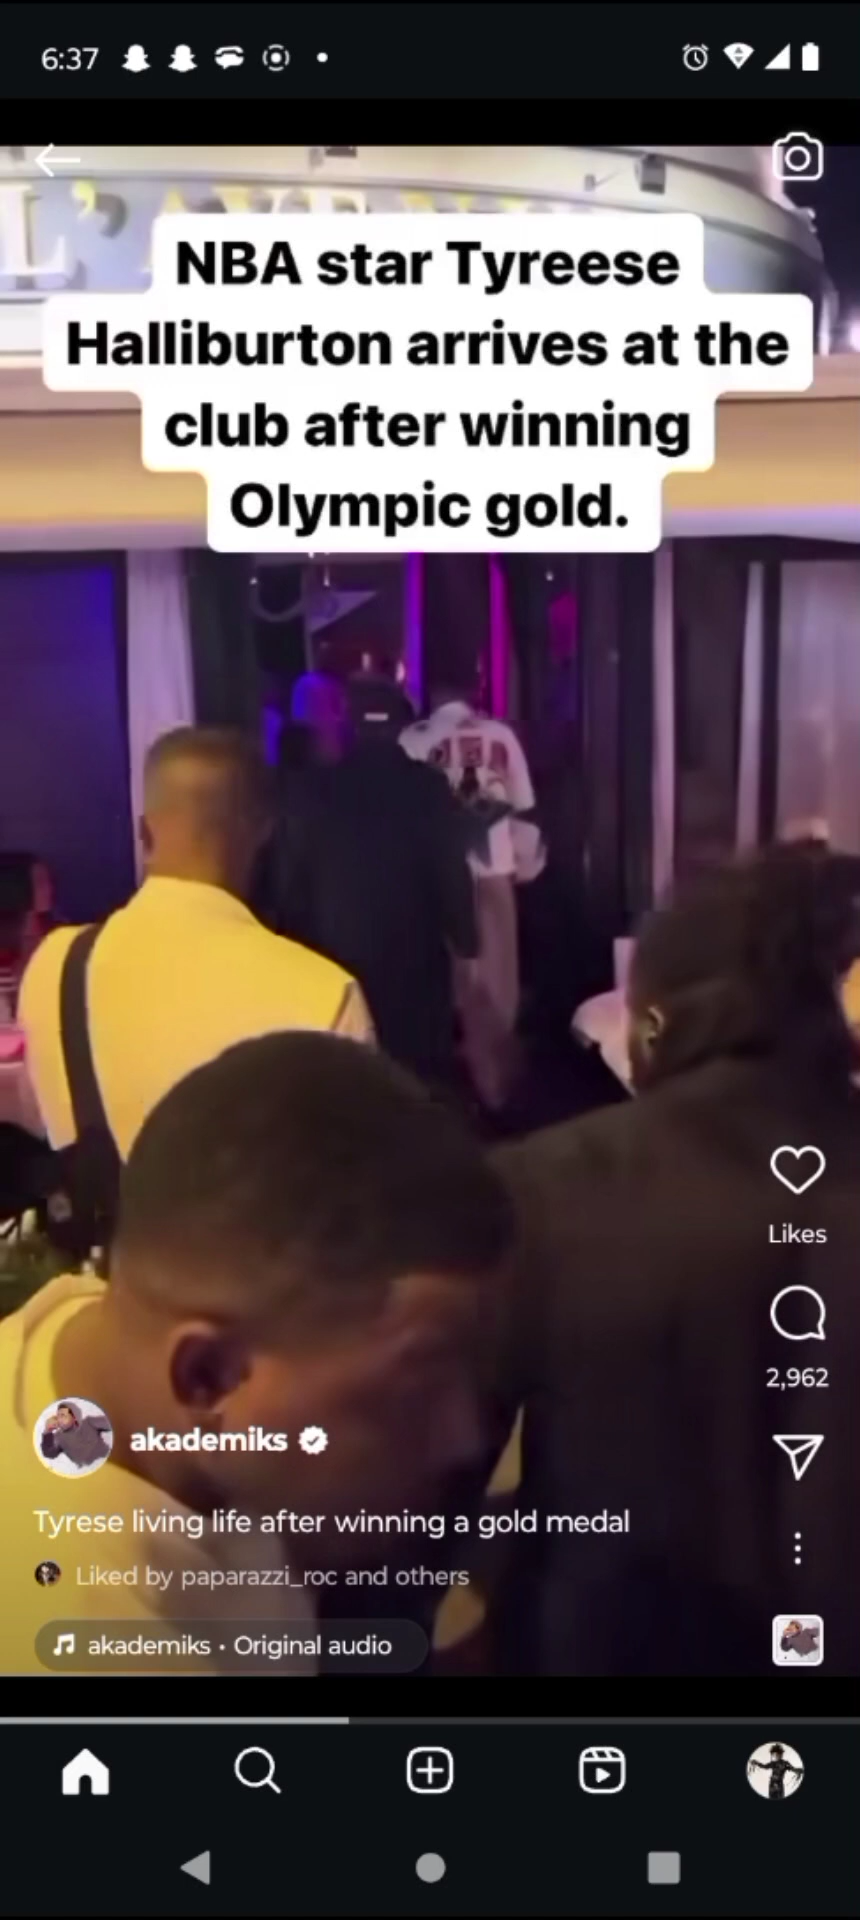 6:37
NBA star Tyreese
Halliburton arrives at the
club after winning
Olympic gold.
Likes
2,962
akademiks
Tyrese living life after winning a gold medal
Liked by paparazzi_roc and others
akademiks • Original audio